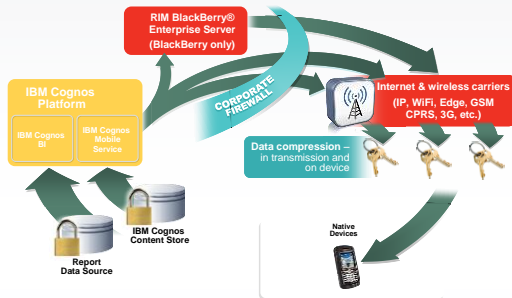 RIM BlackBerry®
Enterprise Server
(BlackBerry only)
CORPORATE
FIREWALL
Internet & wireless carriers
(IP, WiFi, Edge, GSM
CPRS, 3G, etc.)
IBM Cognos
Platform
IBM Cognos
BI
IBM Cognos
Mobile
Service
Data compression –
in transmission and
on device
IBM Cognos
Content Store
Report
Data Source
Native
Devices